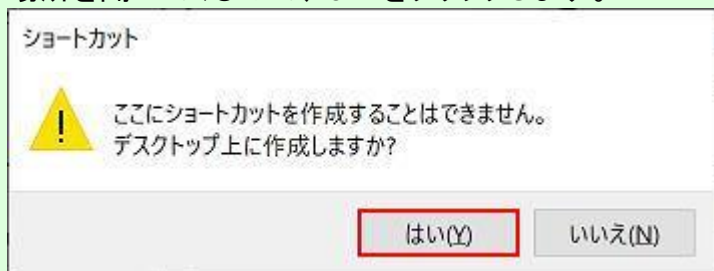 ショートカット
ここにショートカットを作成することはできません。
デスクトップ上に作成しますか?
はい(Y)
いいえ(N)